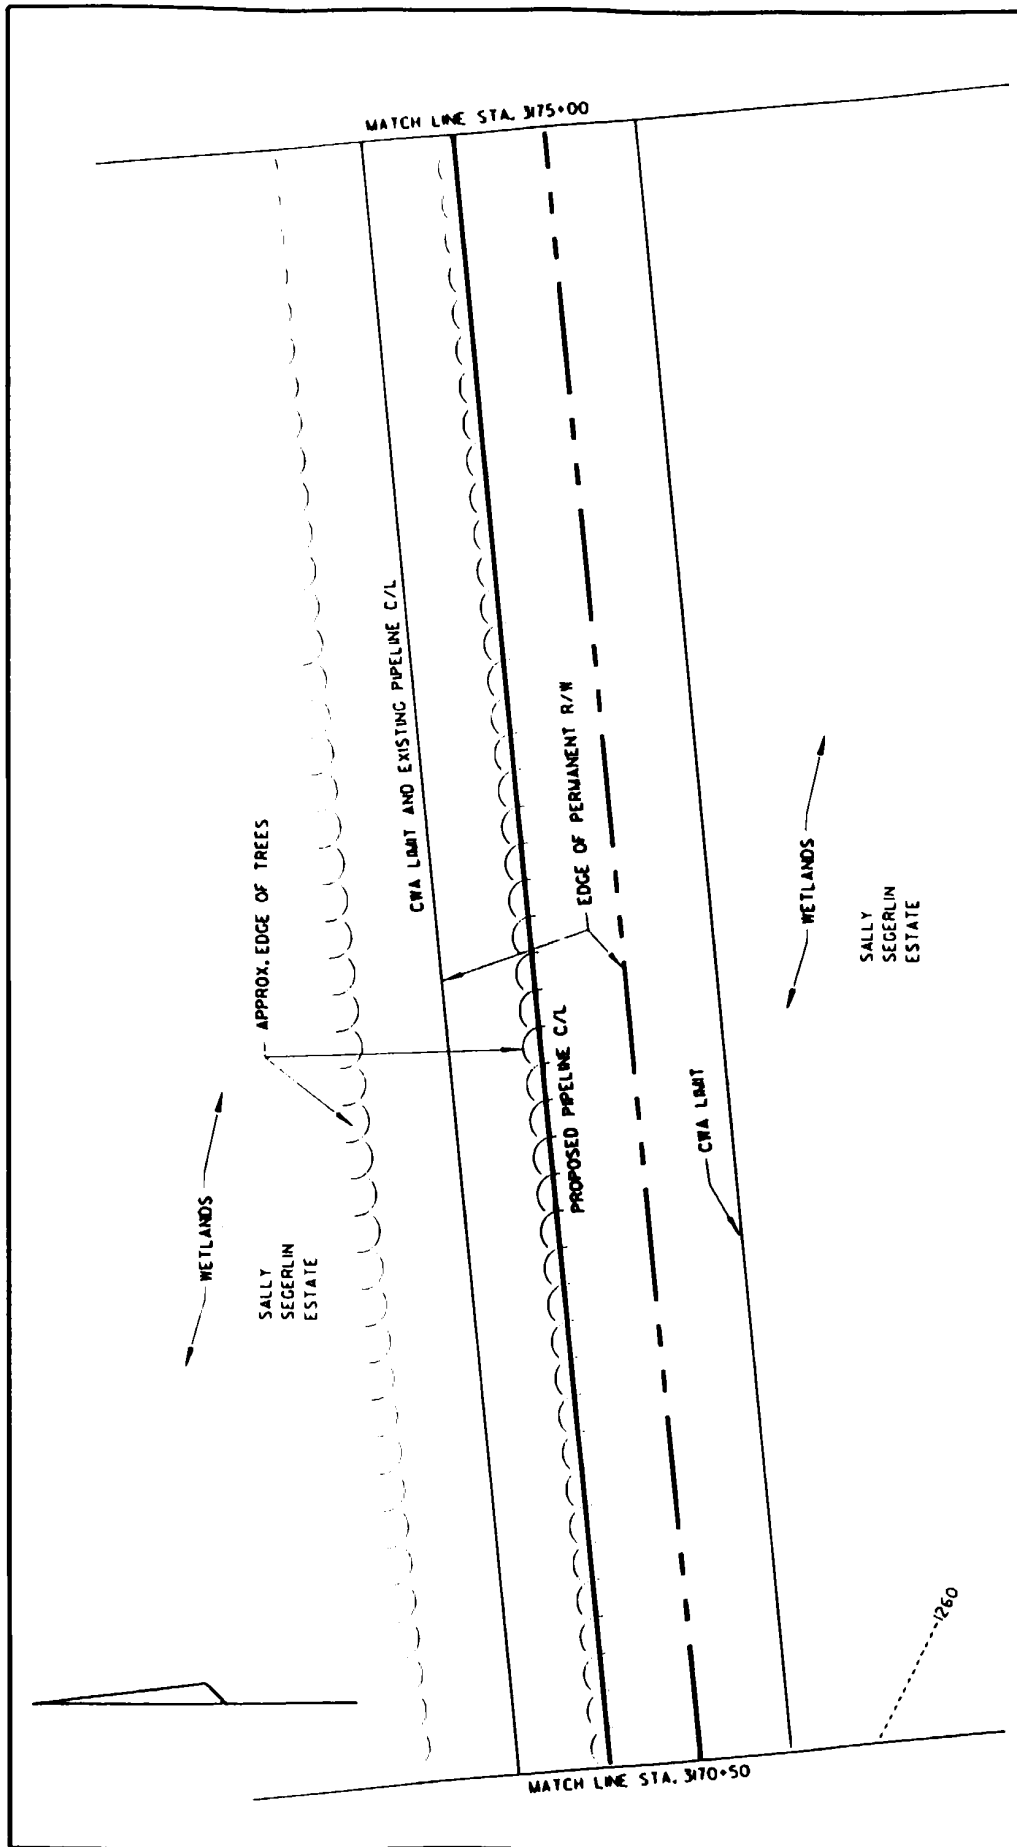 MATCH LINE STA. 3175+00
CWA LIMIT AND EXISTING PIPELINE C/L
APPROX. EDGE OF TREES
EDGE OF PERMANENT R/W
PROPOSED PIPELINE C/L
WETLANDS
SALLY
SEGERLIN
ESTATE
WETLANDS
SALLY
SEGERLIN
ESTATE
CWA LIMIT
1260
MATCH LINE STA. 3170+50